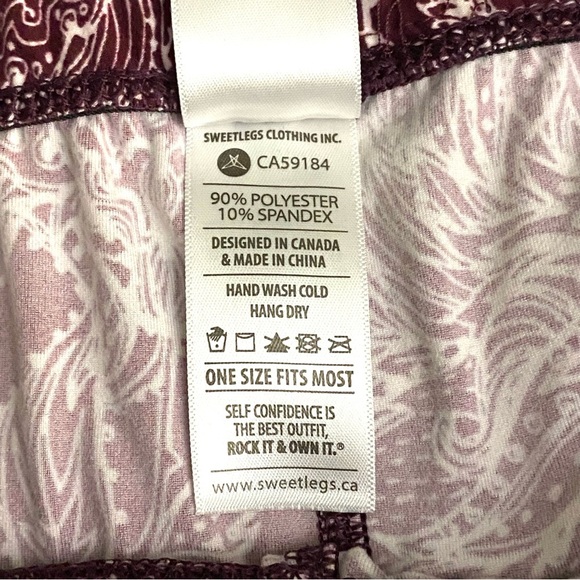 SWEETLEGS CLOTHING INC.
CA59184
90% POLYESTER
10% SPANDEX
DESIGNED IN CANADA
& MADE IN CHINA
HAND WASH COLD
HANG DRY
ONE SIZE FITS MOST
SELF CONFIDENCE IS
THE BEST OUTFIT,
ROCK IT & OWN IT.®
www.sweetlegs.ca